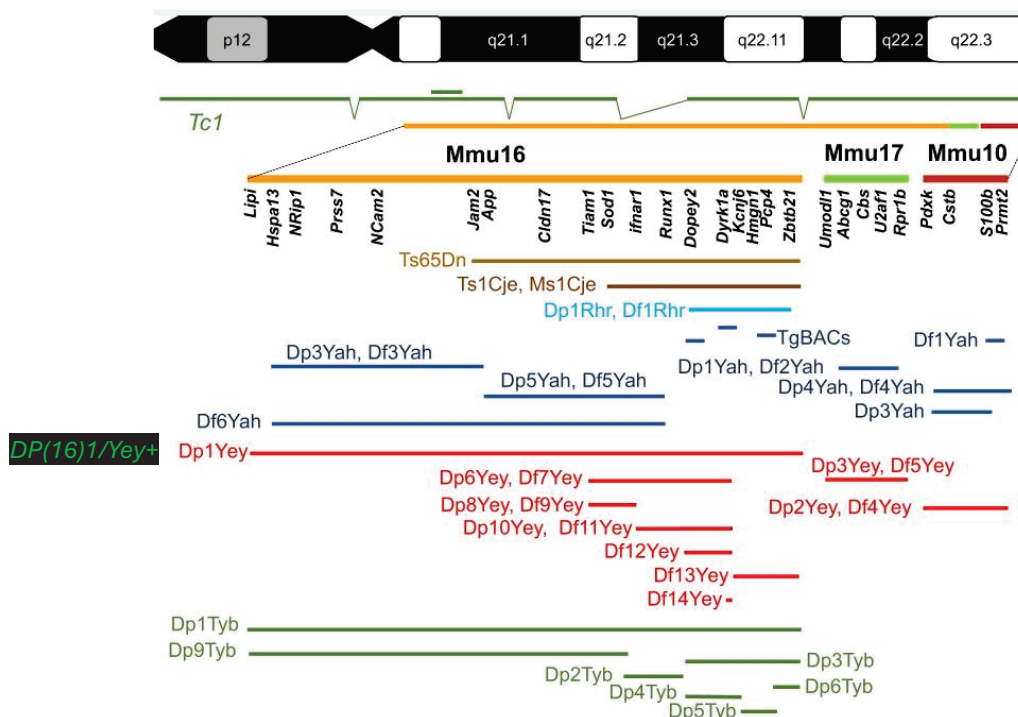 p12 q21.1 q21.2 q21.3 q22.11 q22.2 q22.3
Tc1
Mmu16 Mmu17 Mmu10
Lipi Hspa13 NRip1 Prss7 NCam2 Jam2 App Cldn17 Tiam1 Sod1 ifnar1 Runx1 Dopey2 Dyrk1a Kcnj6 Hmgn1 Pcp4 Zbtb21 Umodl1 Abcg1 Cbs U2af1 Rpr1b Pdxk Cstb S100b Prmt2
Ts65Dn
Ts1Cje, Ms1Cje
Dp1Rhr, Df1Rhr
TgBACs Df1Yah
Dp3Yah, Df3Yah Dp1Yah, Df2Yah
Dp5Yah, Df5Yah Dp4Yah, Df4Yah
Dp3Yah
Df6Yah
DP(16)1/Yey+ Dp1Yey
Dp3Yey, Df5Yey
Dp6Yey, Df7Yey
Dp8Yey, Df9Yey Dp2Yey, Df4Yey
Dp10Yey, Df11Yey
Df12Yey
Df13Yey
Df14Yey
Dp1Tyb
Dp9Tyb Dp3Tyb
Dp2Tyb
Dp4Tyb Dp6Tyb
Dp5Tyb